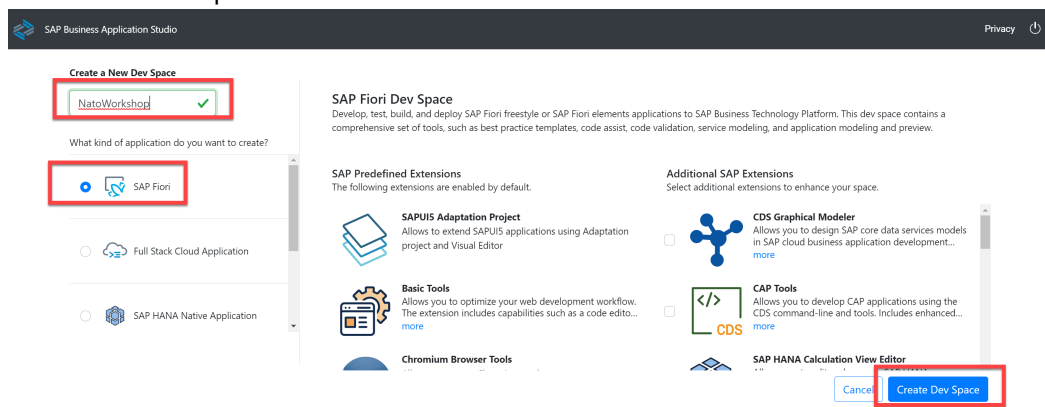 SAP Business Application Studio
Privacy
Create a New Dev Space
NatoWorkshop
What kind of application do you want to create?
SAP Fiori
Full Stack Cloud Application
SAP HANA Native Application
SAP Fiori Dev Space
Develop, test, build, and deploy SAP Fiori freestyle or SAP Fiori elements applications to SAP Business Technology Platform. This dev space contains a
comprehensive set of tools, such as best practice templates, code assist, code validation, service modeling, and application modeling and preview.
SAP Predefined Extensions
The following extensions are enabled by default.
SAPUI5 Adaptation Project
Allows to extend SAPUI5 applications using Adaptation
project and Visual Editor
Basic Tools
Allows you to optimize your web development workflow.
The extension includes capabilities such as a code edito...
more
Chromium Browser Tools
Additional SAP Extensions
Select additional extensions to enhance your space.
CDS Graphical Modeler
Allows you to design SAP core data services models
in SAP cloud business application development...
more
</>
CDS
CAP Tools
Allows you to develop CAP applications using the
CDS command-line and tools. Includes enhanced...
more
SAP HANA Calculation View Editor
Cancel
Create Dev Space